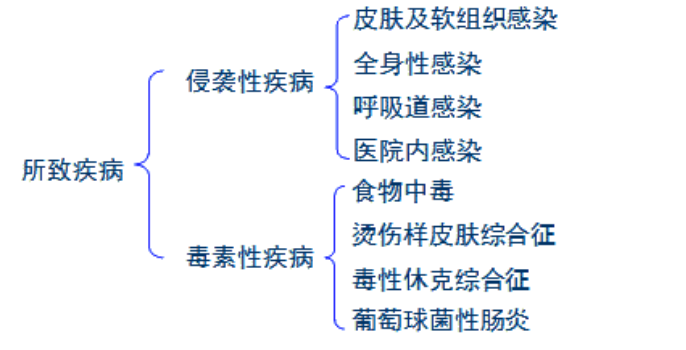 所致疾病
侵袭性疾病
皮肤及软组织感染
全身性感染
呼吸道感染
医院内感染
毒素性疾病
食物中毒
烫伤样皮肤综合征
毒性休克综合征
葡萄球菌性肠炎